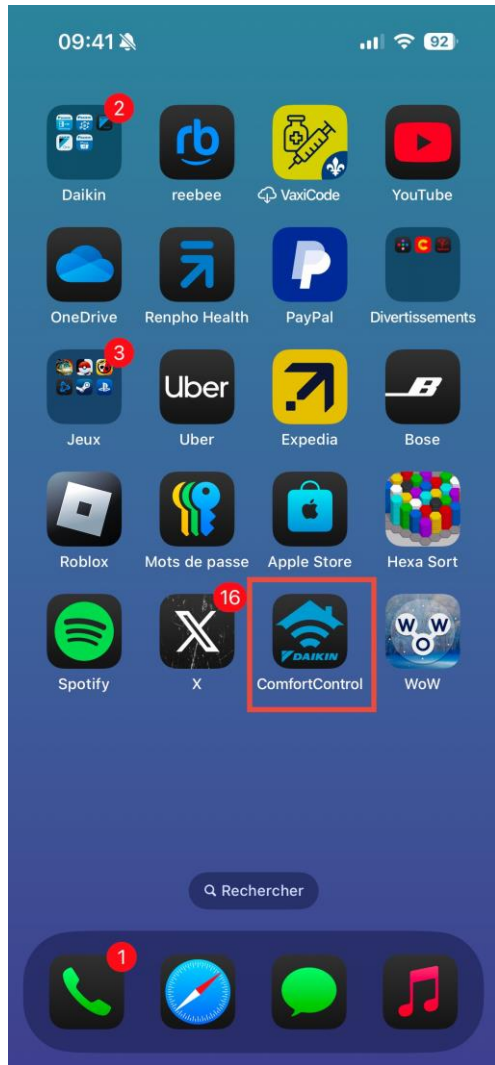 09:41
92
2
rb
Daikin
reebee
VaxiCode
YouTube
OneDrive
Renpho Health
PayPal
Divertissements
3
Uber
Jeux
Uber
Expedia
Bose
Roblox
Mots de passe
Apple Store
Hexa Sort
16
DAIKIN
W W
O
Spotify
X
ComfortControl
WoW
Rechercher
1